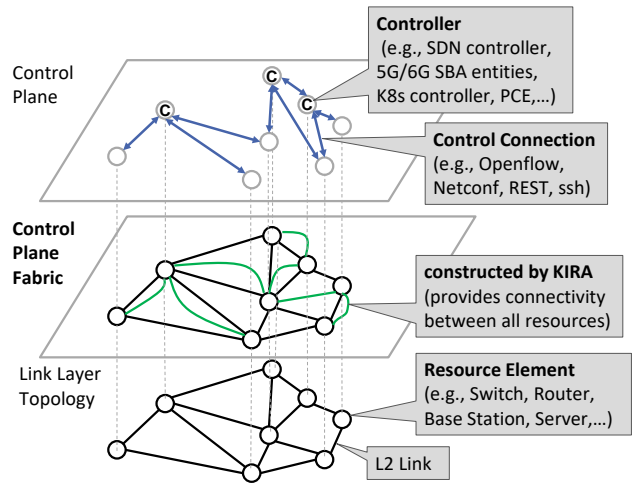 Controller
(e.g., SDN controller,
5G/6G SBA entities,
K8s controller, PCE,...)
Control
Plane
C
C
C
Control Connection
(e.g., Openflow,
Netconf, REST, ssh)
Control
Plane
Fabric
constructed by KIRA
(provides connectivity
between all resources)
Link Layer
Topology
Resource Element
(e.g., Switch, Router,
Base Station, Server,...)
L2 Link